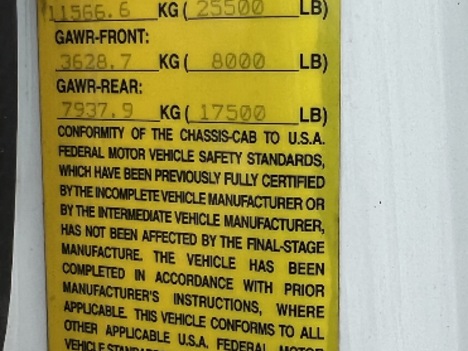 11566.6 KG ( 25500 LB)
GAWR-FRONT:
3628.7 KG ( 8000 LB)
GAWR-REAR:
7937.9 KG ( 17500 LB)
CONFORMITY OF THE CHASSIS-CAB TO U.S.A.
FEDERAL MOTOR VEHICLE SAFETY STANDARDS,
WHICH HAVE BEEN PREVIOUSLY FULLY CERTIFIED
BY THE INCOMPLETE VEHICLE MANUFACTURER OR
BY THE INTERMEDIATE VEHICLE MANUFACTURER,
HAS NOT BEEN AFFECTED BY THE FINAL-STAGE
MANUFACTURE. THE VEHICLE HAS BEEN
COMPLETED IN ACCORDANCE WITH PRIOR
MANUFACTURER'S INSTRUCTIONS, WHERE
APPLICABLE. THIS VEHICLE CONFORMS TO ALL
OTHER APPLICABLE U.S.A. FEDERAL MOTOR
VEHICLE